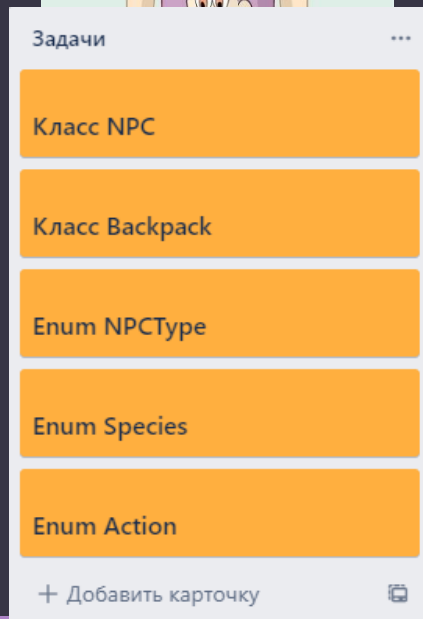 Задачи
Класс NPC
Класс Backpack
Enum NPCType
Enum Species
Enum Action
Добавить карточку